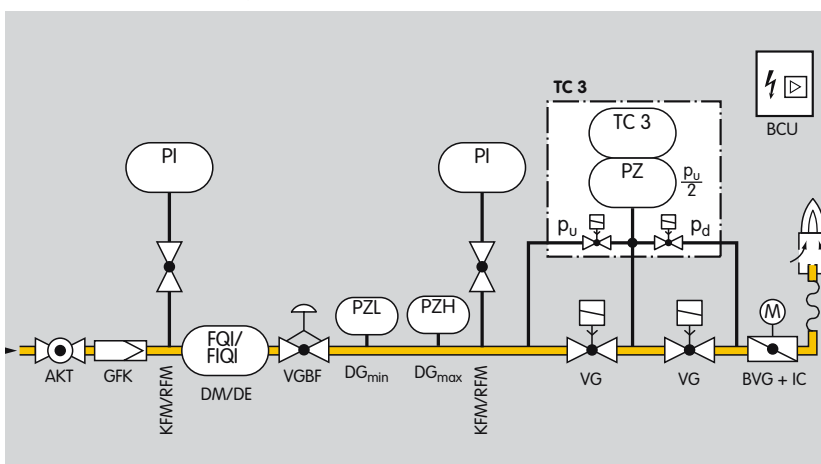 TC 3
BCU
PI
PI
TC 3
PZ
pu
2
pu
pd
PZL
PZH
M
FQI/
FIQI
AKT
GFK
KFM/RFM
DM/DE
VGBF
DGmin
DGmax
KFM/RFM
VG
VG
BVG + IC